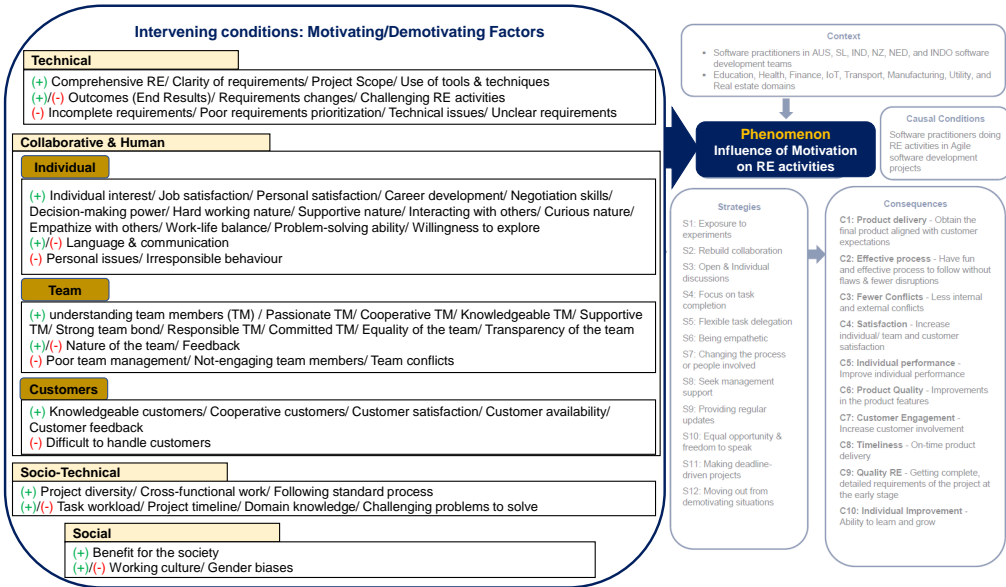 Intervening conditions: Motivating/Demotivating Factors
Technical
(+) Comprehensive RE/ Clarity of requirements/ Project Scope/ Use of tools & techniques
(+)/(-) Outcomes (End Results)/ Requirements changes/ Challenging RE activities
(-) Incomplete requirements/ Poor requirements prioritization/ Technical issues/ Unclear requirements
Collaborative & Human
Individual
(+) Individual interest/ Job satisfaction/ Personal satisfaction/ Career development/ Negotiation skills/
Decision-making power/ Hard working nature/ Supportive nature/ Interacting with others/ Curious nature/
Empathize with others/ Work-life balance/ Problem-solving ability/ Willingness to explore
(+)/(-) Language & communication
(-) Personal issues/ Irresponsible behaviour
Team
(+) understanding team members (TM) / Passionate TM/ Cooperative TM/ Knowledgeable TM/ Supportive
TM/ Strong team bond/ Responsible TM/ Committed TM/ Equality of the team/ Transparency of the team
(+)/(-) Nature of the team/ Feedback
(-) Poor team management/ Not-engaging team members/ Team conflicts
Customers
(+) Knowledgeable customers/ Cooperative customers/ Customer satisfaction/ Customer availability/
Customer feedback
(-) Difficult to handle customers
Socio-Technical
(+) Project diversity/ Cross-functional work/ Following standard process
(+)/(-) Task workload/ Project timeline/ Domain knowledge/ Challenging problems to solve
Social
(+) Benefit for the society
(+)/(-) Working culture/ Gender biases
Context
• Software practitioners in AUS, SL, IND, NZ, NED, and INDO software
development teams
• Education, Health, Finance, IoT, Transport, Manufacturing, Utility, and
Real estate domains
Phenomenon
Influence of Motivation
on RE activities
Causal Conditions
Software practitioners doing
RE activities in Agile
software development
projects
Strategies
S1: Exposure to
experiments
S2: Rebuild collaboration
S3: Open & Individual
discussions
S4: Focus on task
completion
S5: Flexible task delegation
S6: Being empathetic
S7: Changing the process
or people involved
S8: Seek management
support
S9: Providing regular
updates
S10: Equal opportunity &
freedom to speak
S11: Making deadline-
driven projects
S12: Moving out from
demotivating situations
Consequences
C1: Product delivery - Obtain the
final product aligned with customer
expectations
C2: Effective process - Have fun
and effective process to follow without
flaws & fewer disruptions
C3: Fewer Conflicts - Less internal
and external conflicts
C4: Satisfaction - Increase
individual/ team and customer
satisfaction
C5: Individual performance -
Improve individual performance
C6: Product Quality - Improvements
in the product features
C7: Customer Engagement -
Increase customer involvement
C8: Timeliness - On-time product
delivery
C9: Quality RE - Getting complete,
detailed requirements of the project at
the early stage
C10: Individual improvement -
Ability to learn and grow